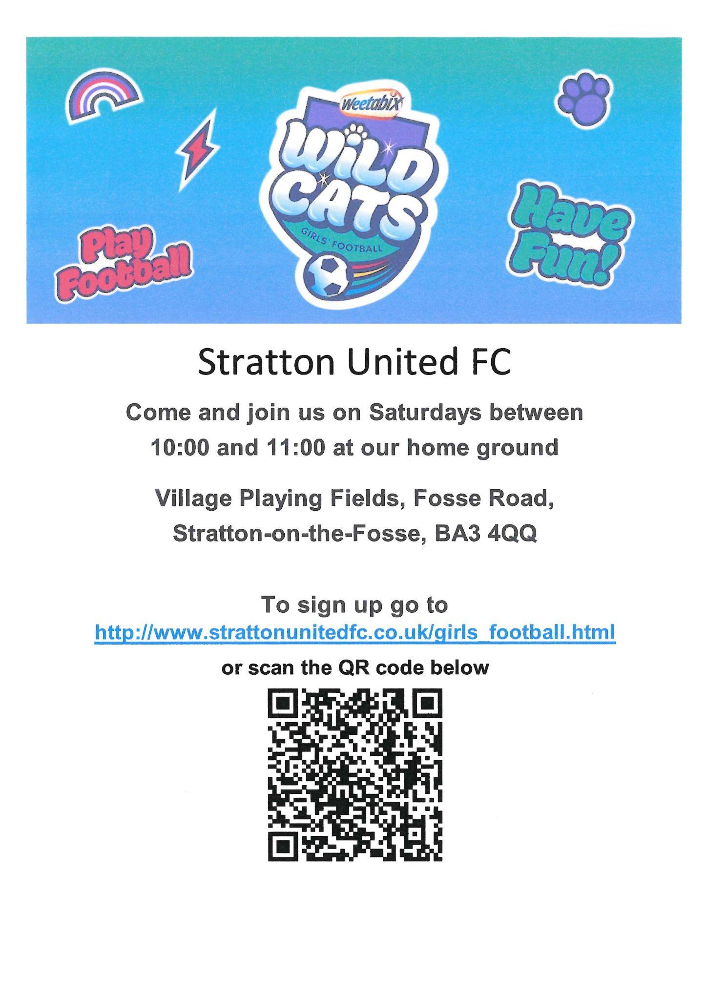 Weetabix
WiLD
CATS
GIRLS' FOOTBALL
Play
Football
Have
Fun!
Stratton United FC
Come and join us on Saturdays between
10:00 and 11:00 at our home ground
Village Playing Fields, Fosse Road,
Stratton-on-the-Fosse, BA3 4QQ
To sign up go to
http://www.strattonunitedfc.co.uk/girls_football.html
or scan the QR code below